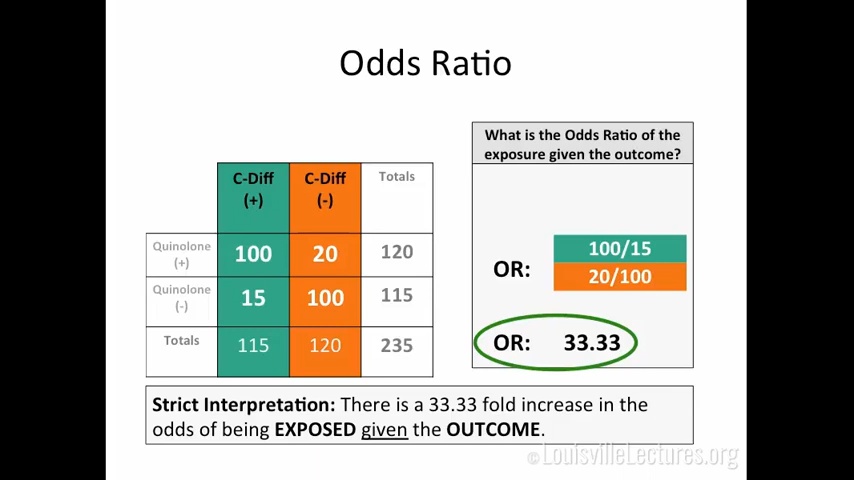 Odds Ratio
What is the Odds Ratio of the
exposure given the outcome?
C-Diff
(+)
C-Diff
(-)
Totals
Quinolone
(+)
100
20
120
Quinolone
(-)
15
100
115
Totals
115
120
235
OR:
100/15
20/100
OR: 33.33
Strict Interpretation: There is a 33.33 fold increase in the
odds of being EXPOSED given the OUTCOME.
©LouisvilleLectures.org